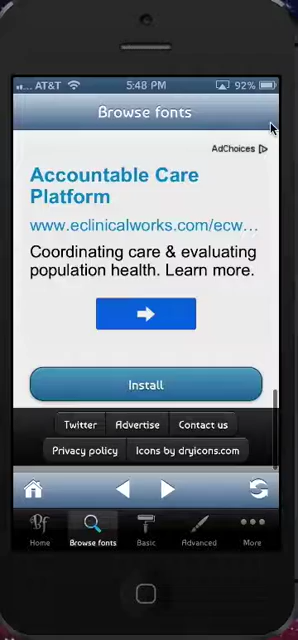 ... AT&T 5:48 PM 92%
Browse fonts
AdChoices
Accountable Care
Platform
www.eclinicalworks.com/ecw...
Coordinating care & evaluating
population health. Learn more.
Install
Twitter Advertise Contact us
Privacy policy Icons by dryicons.com
Bf
Home Browse fonts Basic Advanced More